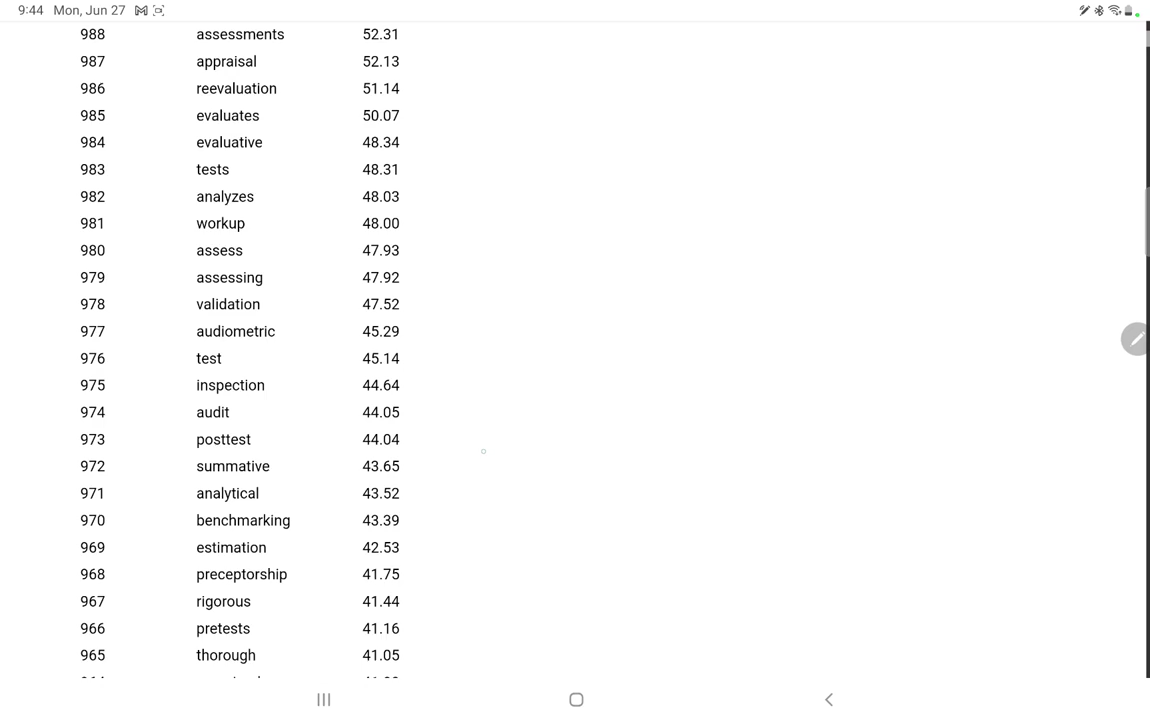 9:44 Mon, Jun 27
988 assessments 52.31
987 appraisal 52.13
986 reevaluation 51.14
985 evaluates 50.07
984 evaluative 48.34
983 tests 48.31
982 analyzes 48.03
981 workup 48.00
980 assess 47.93
979 assessing 47.92
978 validation 47.52
977 audiometric 45.29
976 test 45.14
975 inspection 44.64
974 audit 44.05
973 posttest 44.04
972 summative 43.65
971 analytical 43.52
970 benchmarking 43.39
969 estimation 42.53
968 preceptorship 41.75
967 rigorous 41.44
966 pretests 41.16
965 thorough 41.05